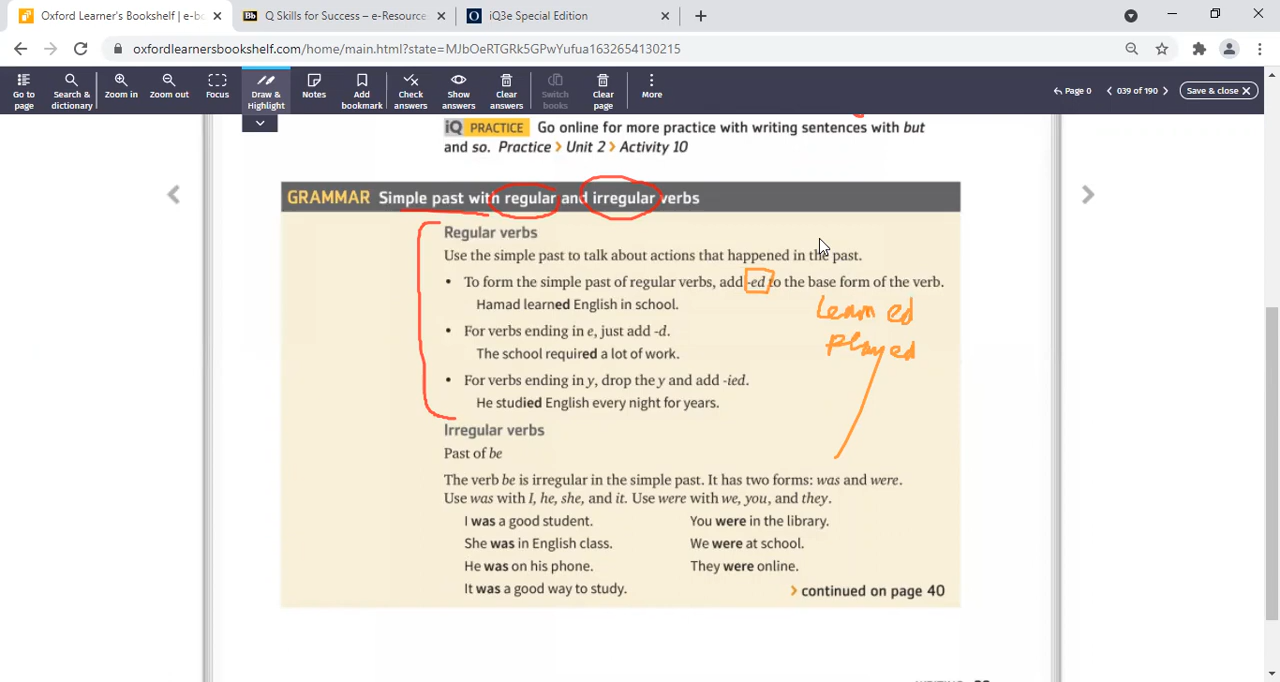 Oxford Learner's Bookshelf | e-bo
Q Skills for Success – e-Resource
iQ3e Special Edition
oxfordlearnersbookshelf.com/home/main.html?state=MJbOeRTGRk5GPwYufua1632654130215
Go to page
Search & dictionary
Zoom in
Zoom out
Focus
Draw & Highlight
Notes
Add bookmark
Check answers
Show answers
Clear answers
Switch books
Clear page
More
Page 0
039 of 190
Save & close
iQ PRACTICE Go online for more practice with writing sentences with but
and so. Practice > Unit 2 > Activity 10
GRAMMAR Simple past with regular and irregular verbs
Regular verbs
Use the simple past to talk about actions that happened in the past.
• To form the simple past of regular verbs, add -ed to the base form of the verb.
Hamad learned English in school.
learn ed
• For verbs ending in e, just add -d.
played
The school required a lot of work.
• For verbs ending in y, drop the y and add -ied.
He studied English every night for years.
Irregular verbs
Past of be
The verb be is irregular in the simple past. It has two forms: was and were.
Use was with I, he, she, and it. Use were with we, you, and they.
I was a good student. You were in the library.
She was in English class. We were at school.
He was on his phone. They were online.
It was a good way to study. > continued on page 40